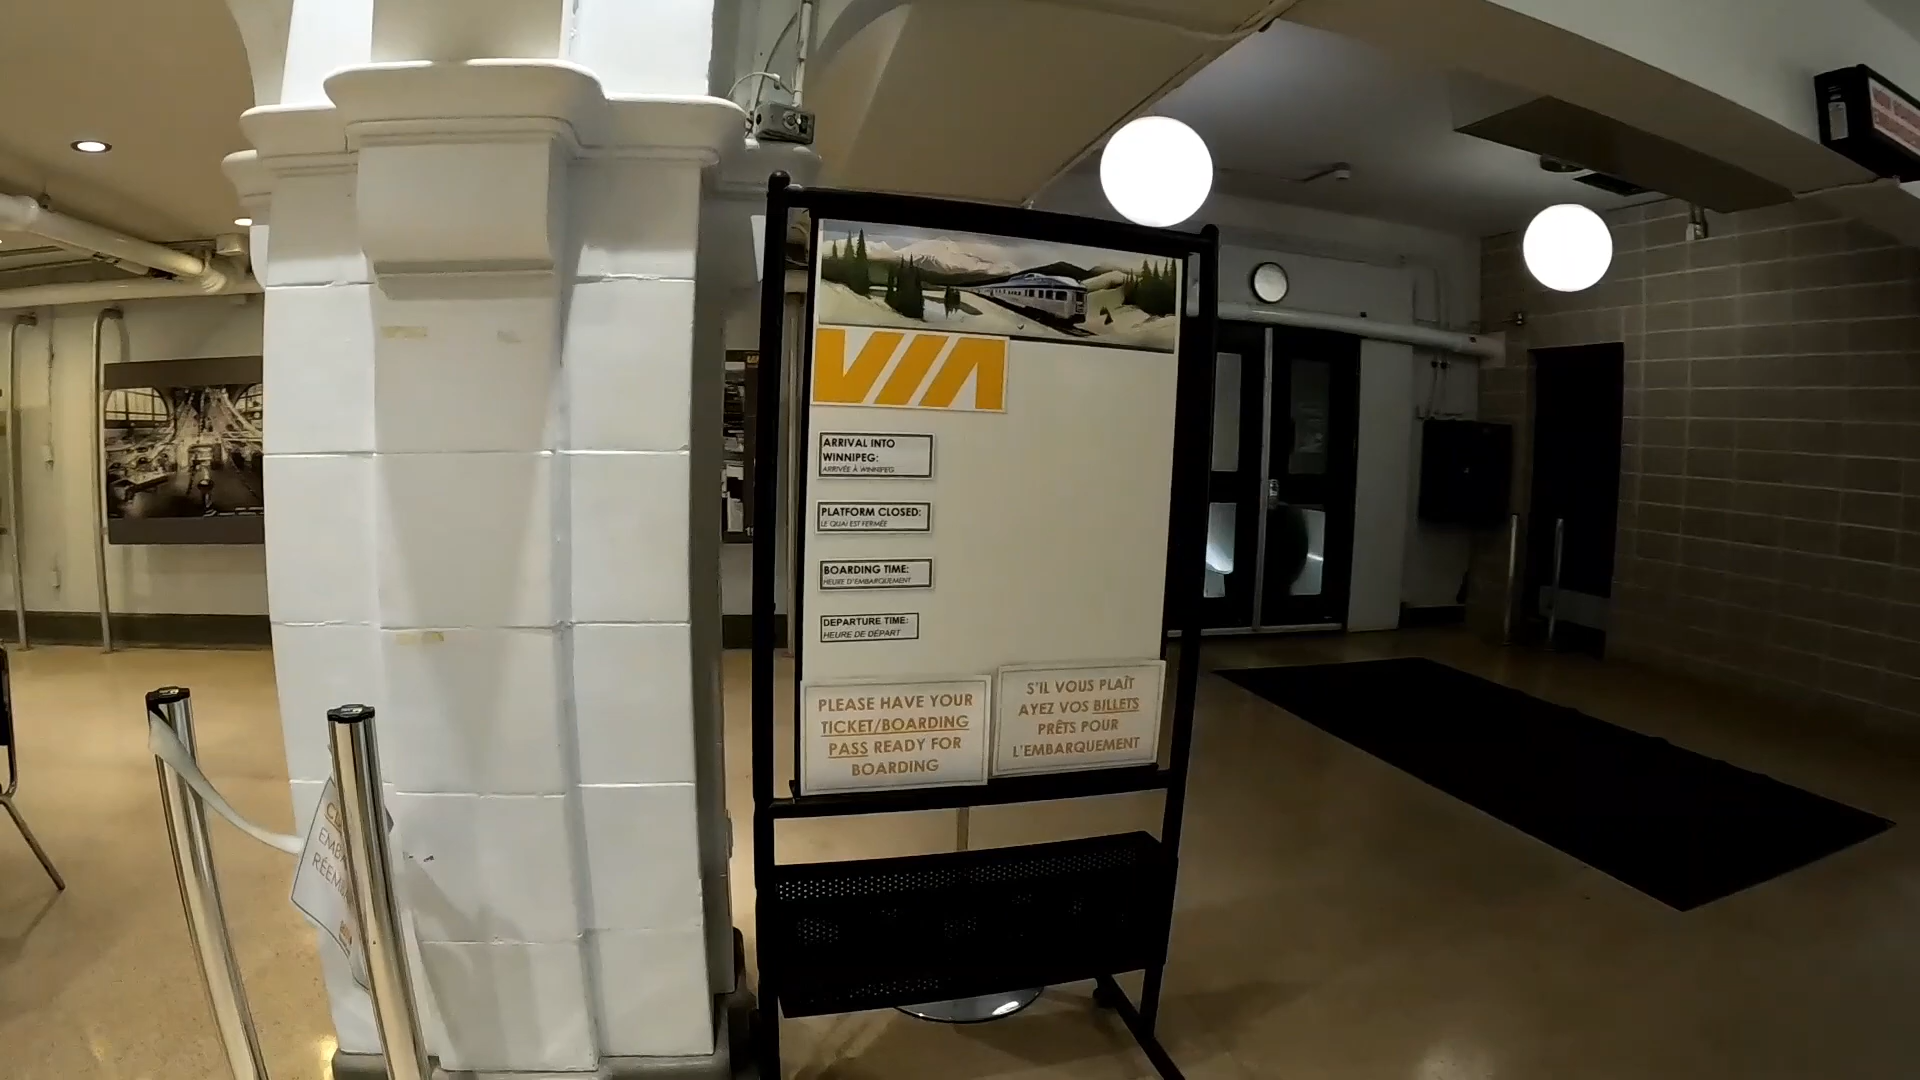 VIA
ARRIVAL INTO
WINNIPEG:
ARRIVÉE À WINNIPEG
PLATFORM CLOSED:
LE QUAI EST FERMÉE
BOARDING TIME:
HEURE D'EMBARQUEMENT
DEPARTURE TIME:
HEURE DE DÉPART
PLEASE HAVE YOUR
TICKET/BOARDING
PASS READY FOR
BOARDING
S'IL VOUS PLAÎT
AYEZ VOS BILLETS
PRÊTS POUR
L'EMBARQUEMENT